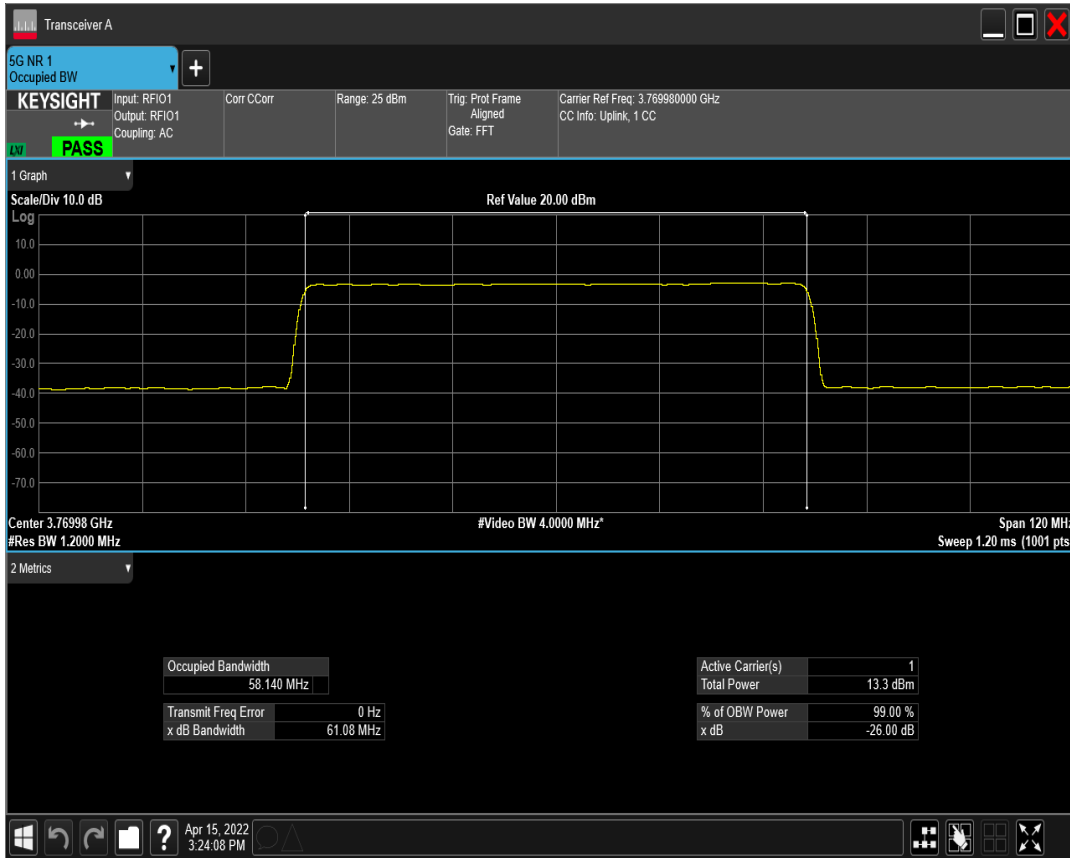 Transceiver A
5G NR 1
Occupied BW
KEYSIGHT
LXI
PASS
Input: RFIO1
Output: RFIO1
Coupling: AC
Corr CCorr
Range: 25 dBm
Trig: Prot Frame
Aligned
Gate: FFT
Carrier Ref Freq: 3.769980000 GHz
CC Info: Uplink, 1 CC
1 Graph
Scale/Div 10.0 dB
Ref Value 20.00 dBm
Log
10.0
0.00
-10.0
-20.0
-30.0
-40.0
-50.0
-60.0
-70.0
Center 3.76998 GHz
#Video BW 4.0000 MHz*
Span 120 MHz
#Res BW 1.2000 MHz
Sweep 1.20 ms (1001 pts
2 Metrics
Occupied Bandwidth
58.140 MHz
Transmit Freq Error 0 Hz
x dB Bandwidth 61.08 MHz
Active Carrier(s) 1
Total Power 13.3 dBm
% of OBW Power 99.00 %
x dB -26.00 dB
?
Apr 15, 2022
3:24:08 PM